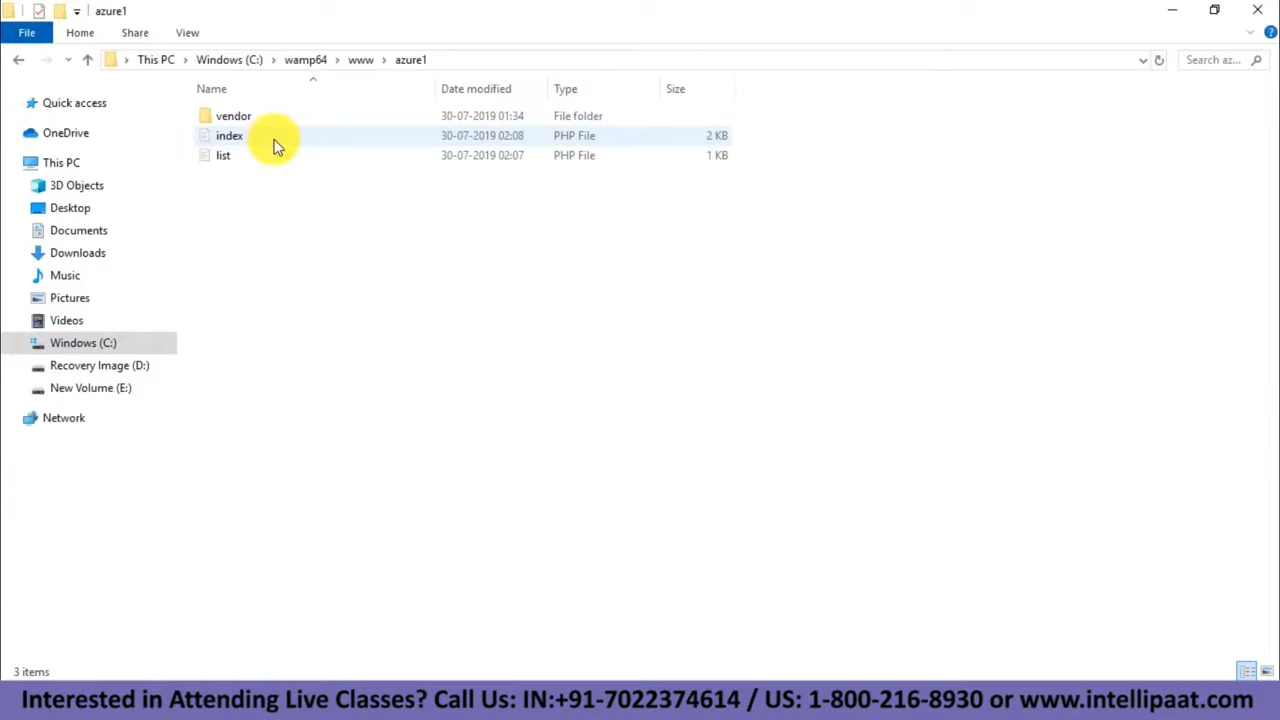 azure1
File Home Share View
This PC Windows (C:) wamp64 www azure1
Search az...
Name Date modified Type Size
Quick access
OneDrive
This PC
3D Objects
Desktop
Documents
Downloads
Music
Pictures
Videos
Windows (C:)
Recovery Image (D:)
New Volume (E:)
Network
vendor 30-07-2019 01:34 File folder
index 30-07-2019 02:08 PHP File 2 KB
list 30-07-2019 02:07 PHP File 1 KB
3 items
Interested in Attending Live Classes? Call Us: IN:+91-7022374614 / US: 1-800-216-8930 or www.intellipaat.com